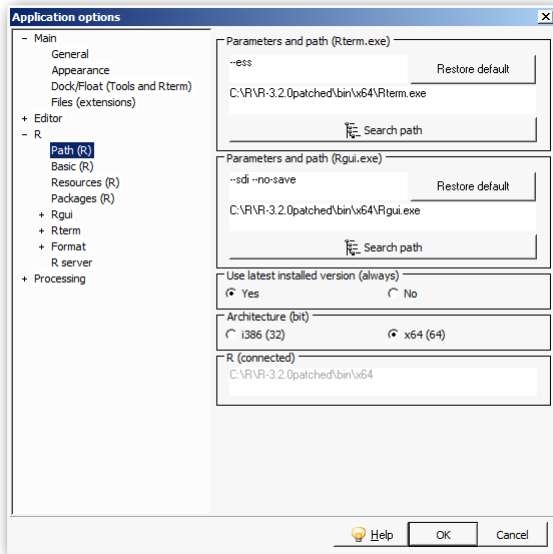 Application options
Main
General
Appearance
Dock/Float (Tools and Rterm)
Files (extensions)
Editor
R
Path (R)
Basic (R)
Resources (R)
Packages (R)
Rgui
Rterm
Format
R server
Processing
Parameters and path (Rterm.exe)
--ess
Restore default
C:\R\R-3.2.0patched\bin\x64\Rterm.exe
Search path
Parameters and path (Rgui.exe)
--sdi --no-save
Restore default
C:\R\R-3.2.0patched\bin\x64\Rgui.exe
Search path
Use latest installed version (always)
Yes No
Architecture (bit)
i386 (32) x64 (64)
R (connected)
C:\R\R-3.2.0patched\bin\x64
Help OK Cancel